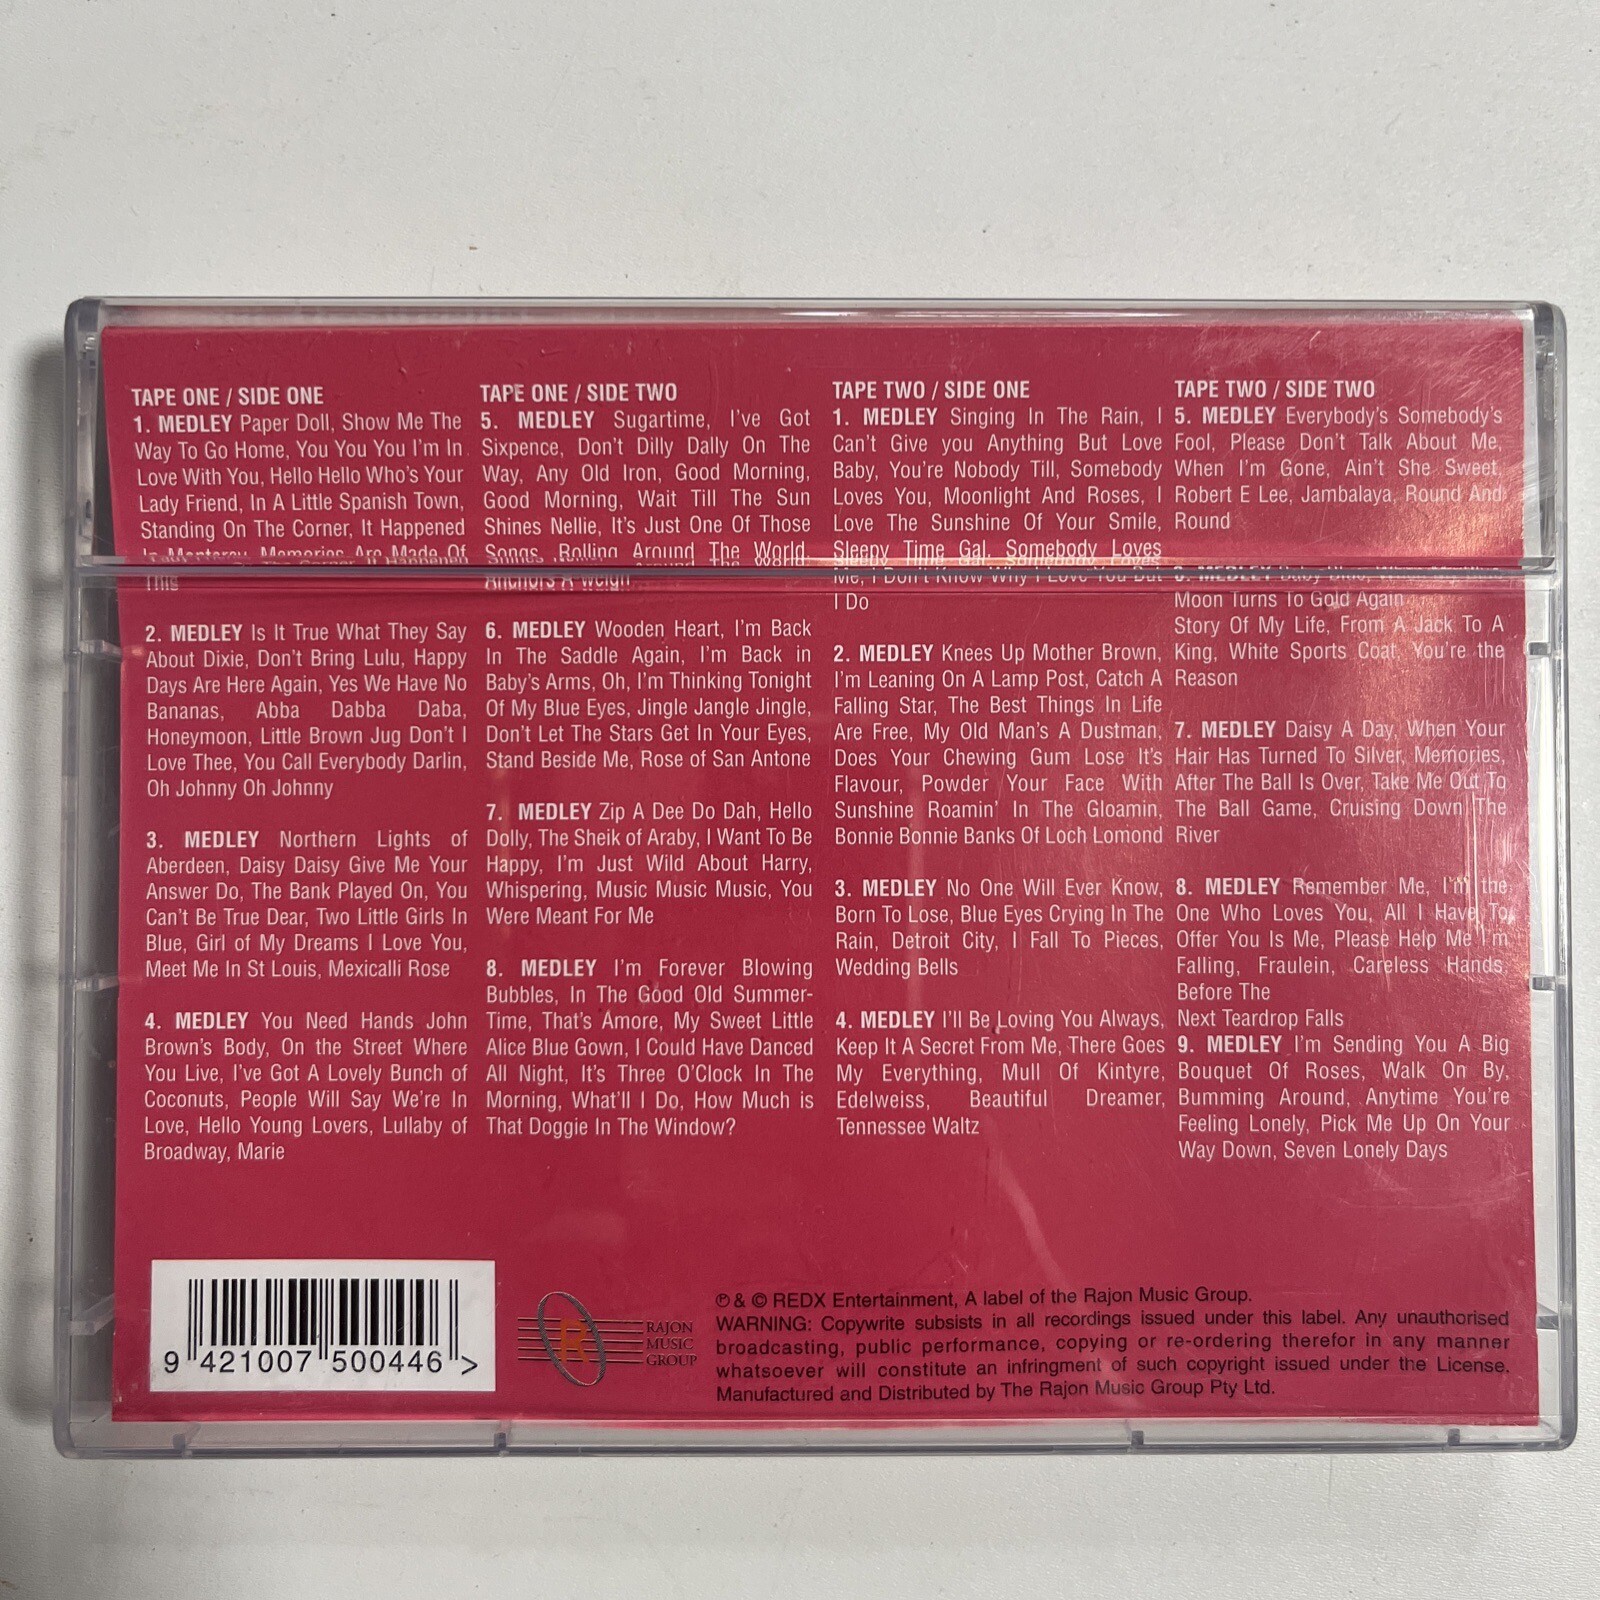 TAPE ONE / SIDE ONE
1. MEDLEY Paper Doll, Show Me The
Way To Go Home, You You You I'm In
Love With You, Hello Hello Who's Your
Lady Friend, In A Little Spanish Town,
Standing On The Corner, It Happened
In Monterey, Memories Are Made Of
This
2. MEDLEY Is It True What They Say
About Dixie, Don't Bring Lulu, Happy
Days Are Here Again, Yes We Have No
Bananas, Abba Dabba Daba,
Honeymoon, Little Brown Jug Don't I
Love Thee, You Call Everybody Darlin,
Oh Johnny Oh Johnny
3. MEDLEY Northern Lights of
Aberdeen, Daisy Daisy Give Me Your
Answer Do, The Bank Played On, You
Can't Be True Dear, Two Little Girls In
Blue, Girl of My Dreams I Love You,
Meet Me In St Louis, Mexicalli Rose
4. MEDLEY You Need Hands John
Brown's Body, On the Street Where
You Live, I've Got A Lovely Bunch of
Coconuts, People Will Say We're In
Love, Hello Young Lovers, Lullaby of
Broadway, Marie
TAPE ONE / SIDE TWO
5. MEDLEY Sugartime, I've Got
Sixpence, Don't Dilly Dally On The
Way, Any Old Iron, Good Morning,
Good Morning, Wait Till The Sun
Shines Nellie, It's Just One Of Those
Songs, Rolling Around The World,
Anchors A Weigh
6. MEDLEY Wooden Heart, I'm Back
In The Saddle Again, I'm Back in
Baby's Arms, Oh, I'm Thinking Tonight
Of My Blue Eyes, Jingle Jangle Jingle,
Don't Let The Stars Get In Your Eyes,
Stand Beside Me, Rose of San Antone
7. MEDLEY Zip A Dee Do Dah, Hello
Dolly, The Sheik of Araby, I Want To Be
Happy, I'm Just Wild About Harry,
Whispering, Music Music Music, You
Were Meant For Me
8. MEDLEY I'm Forever Blowing
Bubbles, In The Good Old Summer-
Time, That's Amore, My Sweet Little
Alice Blue Gown, I Could Have Danced
All Night, It's Three O'Clock In The
Morning, What'll I Do, How Much is
That Doggie In The Window?
TAPE TWO / SIDE ONE
1. MEDLEY Singing In The Rain, I
Can't Give you Anything But Love
Baby, You're Nobody Till, Somebody
Loves You, Moonlight And Roses, I
Love The Sunshine Of Your Smile,
Sleepy Time Gal, Somebody Loves
Me, I Don't Know Why I Love You But
I Do
2. MEDLEY Knees Up Mother Brown,
I'm Leaning On A Lamp Post, Catch A
Falling Star, The Best Things In Life
Are Free, My Old Man's A Dustman,
Does Your Chewing Gum Lose It's
Flavour, Powder Your Face With
Sunshine Roamin' In The Gloamin,
Bonnie Bonnie Banks Of Loch Lomond
3. MEDLEY No One Will Ever Know,
Born To Lose, Blue Eyes Crying In The
Rain, Detroit City, I Fall To Pieces,
Wedding Bells
4. MEDLEY I'll Be Loving You Always,
Keep It A Secret From Me, There Goes
My Everything, Mull Of Kintyre,
Edelweiss, Beautiful Dreamer,
Tennessee Waltz
TAPE TWO / SIDE TWO
5. MEDLEY Everybody's Somebody's
Fool, Please Don't Talk About Me,
When I'm Gone, Ain't She Sweet,
Robert E Lee, Jambalaya, Round And
Round
6. MEDLEY Baby Blue,
Moon Turns To Gold Again
Story Of My Life, From A Jack To A
King, White Sports Coat, You're the
Reason
7. MEDLEY Daisy A Day, When Your
Hair Has Turned To Silver, Memories,
After The Ball Is Over, Take Me Out To
The Ball Game, Cruising Down The
River
8. MEDLEY Remember Me, I'm the
One Who Loves You, All I Have To
Offer You Is Me, Please Help Me I'm
Falling, Fraulein, Careless Hands,
Before The
Next Teardrop Falls
9. MEDLEY I'm Sending You A Big
Bouquet Of Roses, Walk On By,
Bumming Around, Anytime You're
Feeling Lonely, Pick Me Up On Your
Way Down, Seven Lonely Days
9 421007 500446 >
R
RAJON
MUSIC
GROUP
℗ & © REDX Entertainment, A label of the Rajon Music Group.
WARNING: Copywrite subsists in all recordings issued under this label. Any unauthorised
broadcasting, public performance, copying or re-ordering therefor in any manner
whatsoever will constitute an infringment of such copyright issued under the License.
Manufactured and Distributed by The Rajon Music Group Pty Ltd.